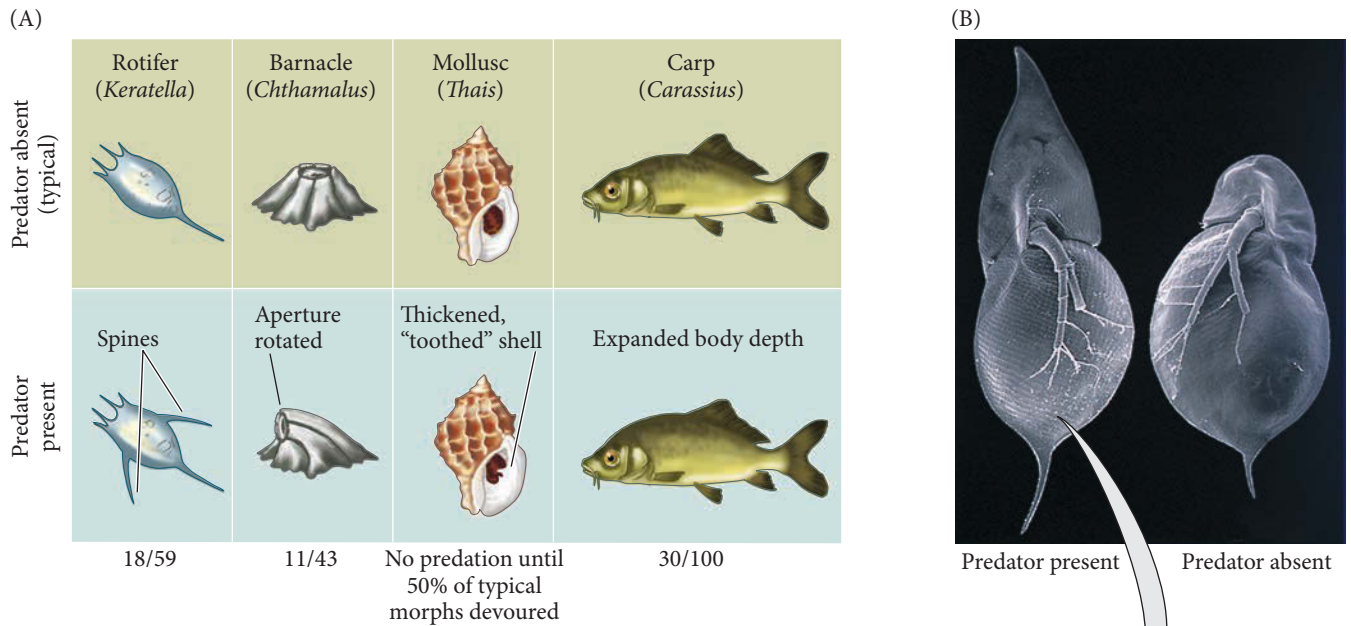 (A)
Rotifer
(Keratella)
Barnacle
(Chthamalus)
Mollusc
(Thais)
Carp
(Carassius)
Predator absent
(typical)
Predator
present
Spines
Aperture
rotated
Thickened,
“toothed” shell
Expanded body depth
18/59
11/43
No predation until
50% of typical
morphs devoured
30/100
(B)
Predator present
Predator absent